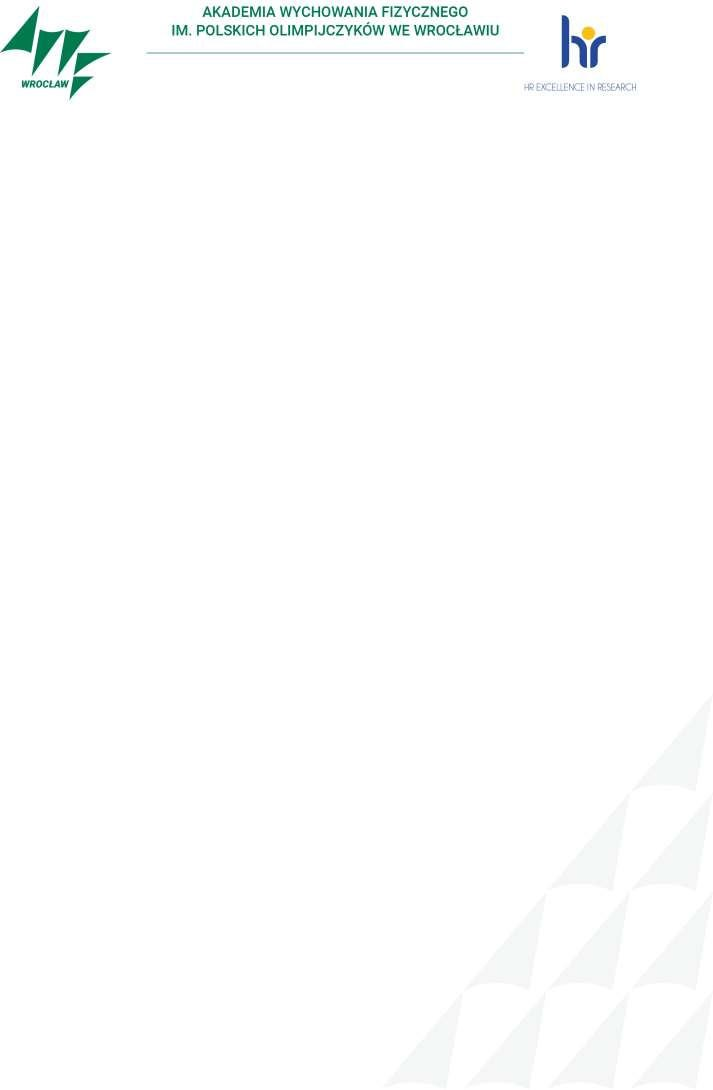 AKADEMIA WYCHOWANIA FIZYCZNEGO
IM. POLSKICH OLIMPIJCZYKÓW WE WROCŁAWIU
WROCŁAW
hr
HR EXCELLENCE IN RESEARCH